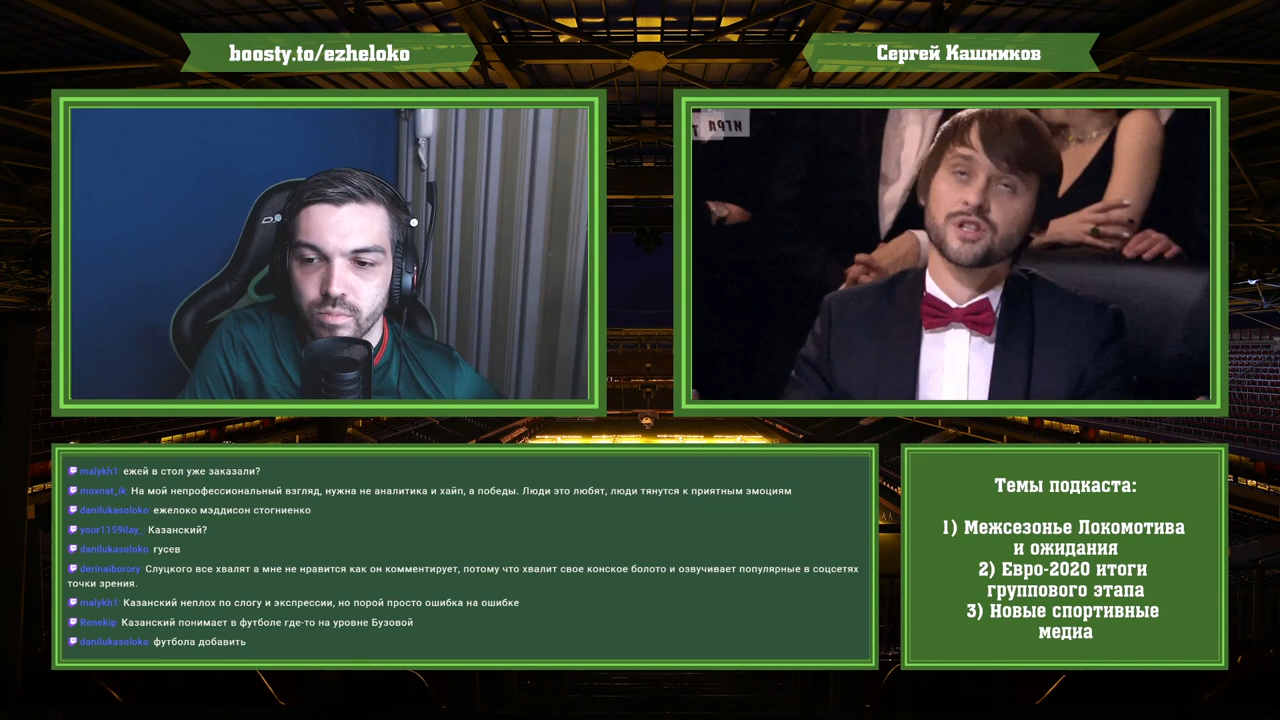 boosty.to/ezheloko
Сергей Кашников
malykh1: ежей в стол уже заказали?
moxnat_ik: На мой непрофессиональный взгляд, нужна не аналитика и хайп, а победы. Люди это любят, люди тянутся к приятным эмоциям
danilukasoloko: ежелоко мэддисон стогниенко
your1159ilay_: Казанский?
danilukasoloko: гусев
derinaiborory: Слуцкого все хвалят а мне не нравится как он комментирует, потому что хвалит свое конское болото и озвучивает популярные в соцсетях
точки зрения.
malykh1: Казанский неплох по слогу и экспрессии, но порой просто ошибка на ошибке
Renekip: Казанский понимает в футболе где-то на уровне Бузовой
danilukasoloko: футбола добавить
Темы подкаста:
1) Межсезонье Локомотива
и ожидания
2) Евро-2020 итоги
группового этапа
3) Новые спортивные
медиа